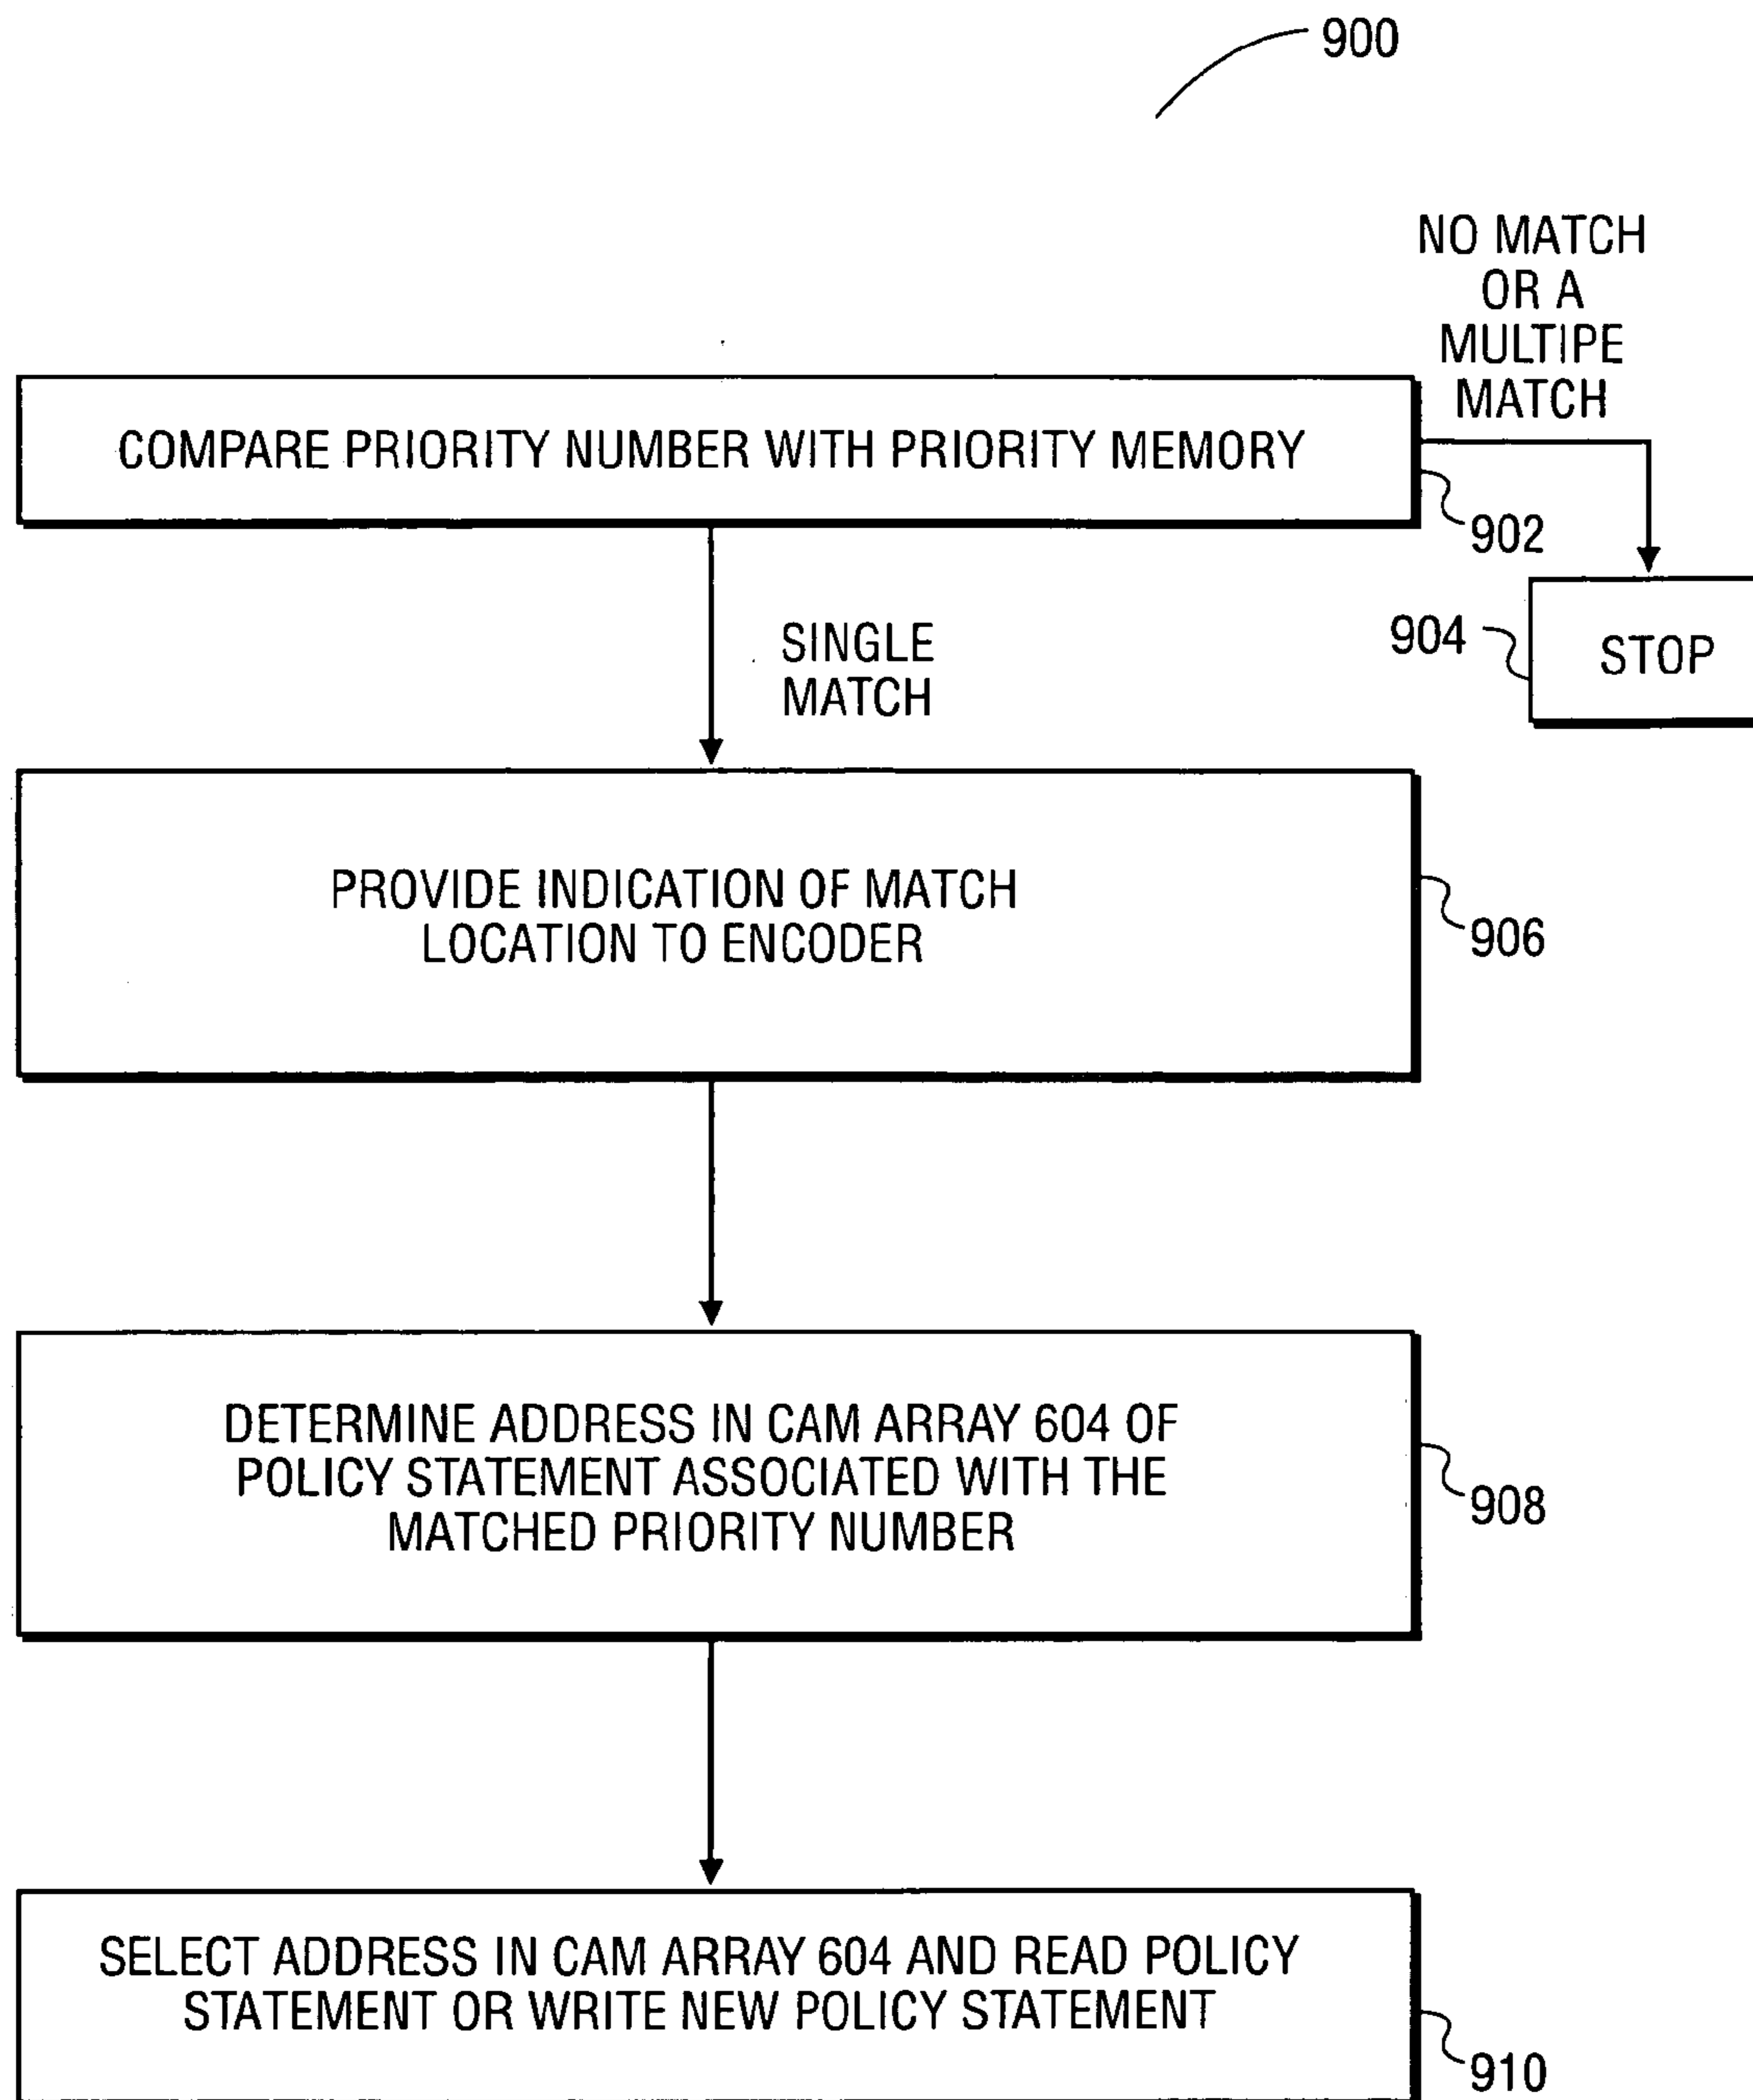 900
NO MATCH
OR A
MULTIPE
MATCH
COMPARE PRIORITY NUMBER WITH PRIORITY MEMORY
902
904
STOP
SINGLE
MATCH
PROVIDE INDICATION OF MATCH
LOCATION TO ENCODER
906
DETERMINE ADDRESS IN CAM ARRAY 604 OF
POLICY STATEMENT ASSOCIATED WITH THE
MATCHED PRIORITY NUMBER
908
SELECT ADDRESS IN CAM ARRAY 604 AND READ POLICY
STATEMENT OR WRITE NEW POLICY STATEMENT
910